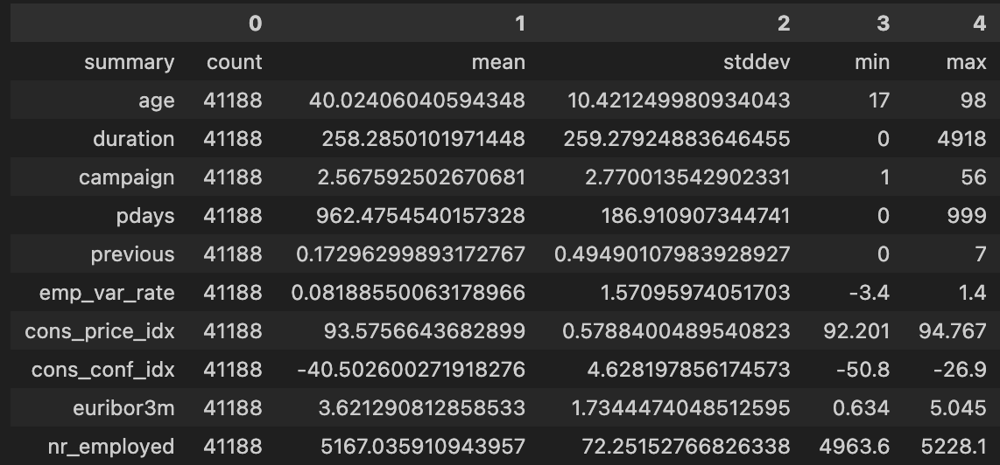 0 1 2 3 4
summary count mean stddev min max
age 41188 40.02406040594348 10.421249980934043 17 98
duration 41188 258.2850101971448 259.27924883646455 0 4918
campaign 41188 2.567592502670681 2.770013542902331 1 56
pdays 41188 962.4754540157328 186.910907344741 0 999
previous 41188 0.17296299893172767 0.49490107983928927 0 7
emp_var_rate 41188 0.08188550063178966 1.57095974051703 -3.4 1.4
cons_price_idx 41188 93.5756643682899 0.5788400489540823 92.201 94.767
cons_conf_idx 41188 -40.502600271918276 4.628197856174573 -50.8 -26.9
euribor3m 41188 3.621290812858533 1.7344474048512595 0.634 5.045
nr_employed 41188 5167.035910943957 72.25152766826338 4963.6 5228.1